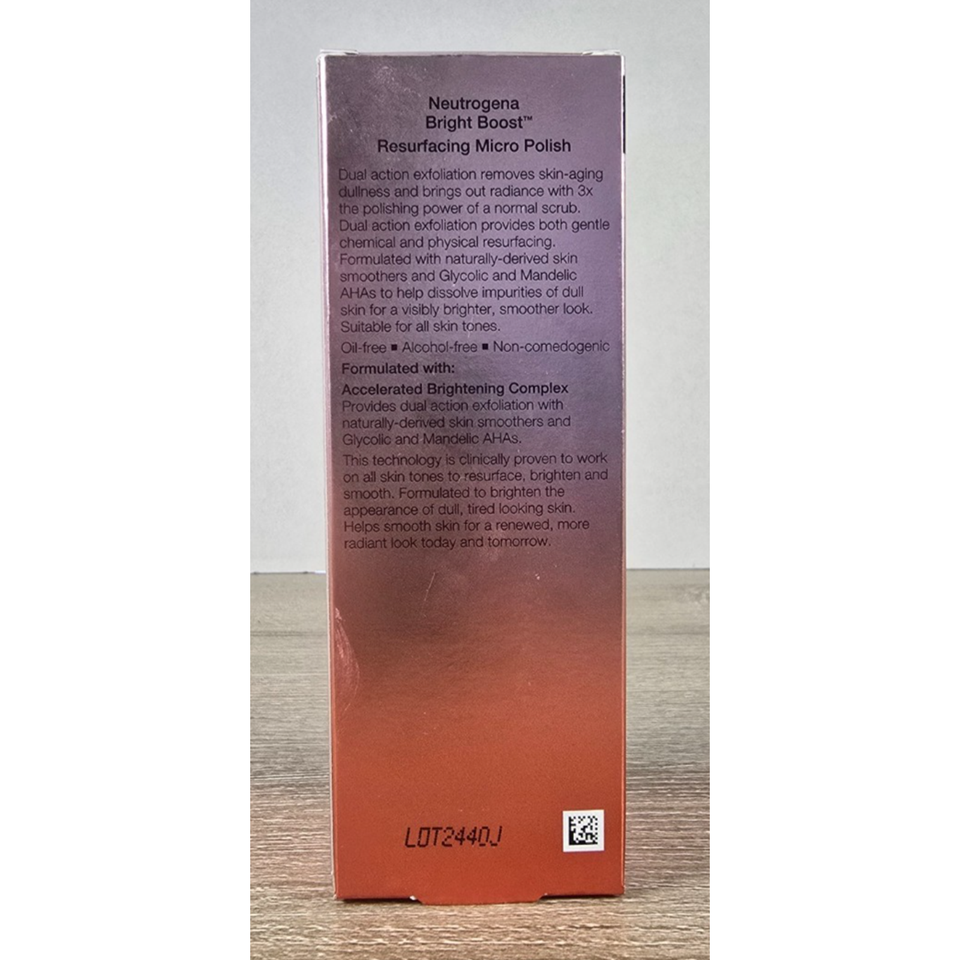 Neutrogena
Bright Boost™
Resurfacing Micro Polish
Dual action exfoliation removes skin-aging
dullness and brings out radiance with 3x
the polishing power of a normal scrub.
Dual action exfoliation provides both gentle
chemical and physical resurfacing.
Formulated with naturally-derived skin
smoothers and Glycolic and Mandelic
AHAs to help dissolve impurities of dull
skin for a visibly brighter, smoother look.
Suitable for all skin tones.
Oil-free ■ Alcohol-free ■ Non-comedogenic
Formulated with:
Accelerated Brightening Complex
Provides dual action exfoliation with
naturally-derived skin smoothers and
Glycolic and Mandelic AHAs.
This technology is clinically proven to work
on all skin tones to resurface, brighten and
smooth. Formulated to brighten the
appearance of dull, tired looking skin.
Helps smooth skin for a renewed, more
radiant look today and tomorrow.
LOT2440J